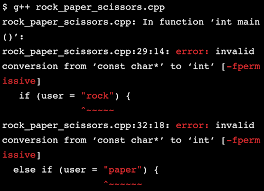 $ g++ rock_paper_scissors.cpp
rock_paper_scissors.cpp: In function ‘int main
()’:
rock_paper_scissors.cpp:29:14: error: invalid
conversion from ‘const char*’ to ‘int’ [-fperm
issive]
if (user = "rock") {
^~~~~~
rock_paper_scissors.cpp:32:18: error: invalid
conversion from ‘const char*’ to ‘int’ [-fperm
issive]
else if (user = "paper") {
^~~~~~~